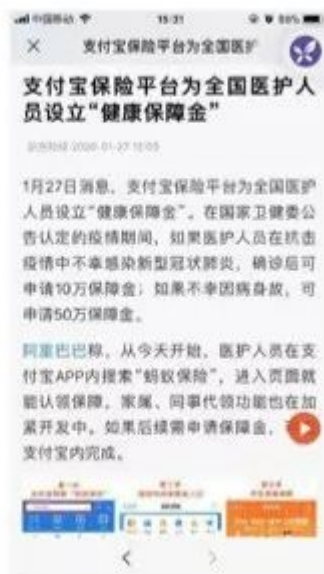 中国移动 15:31 88%
支付宝保险平台为全国医护
支付宝保险平台为全国医护人
员设立“健康保障金”
2020-01-27
1月27日消息，支付宝保险平台为全国医护
人员设立“健康保障金”。在国家卫健委公
告认定的疫情期间，如果医护人员在抗击
疫情中不幸感染新型冠状肺炎，确诊后可
申请10万保障金；如果不幸因病身故，可
申请50万保障金。
阿里巴巴称，从今天开始，医护人员在支
付宝APP内搜索“蚂蚁保险”，进入页面就
能认领保障，家属、同事代领功能也在加
紧开发中。如果后续需申请保障金，
支付宝内完成。